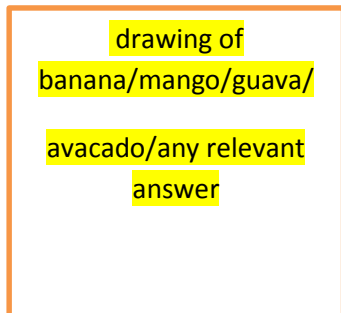 drawing of
banana/mango/guava/
avacado/any relevant
answer